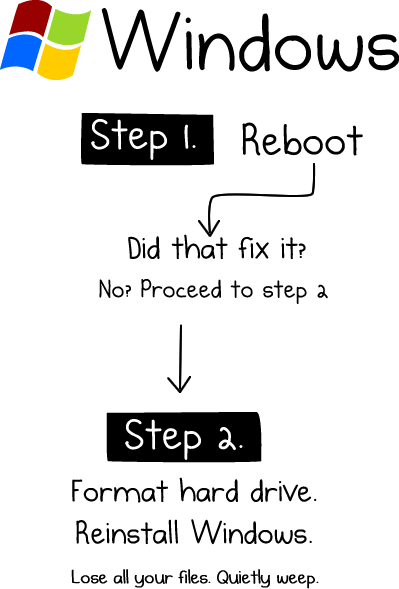 Windows
Step 1. Reboot
Did that fix it?
No? Proceed to step 2
Step 2.
Format hard drive.
Reinstall Windows.
Lose all your files. Quietly weep.